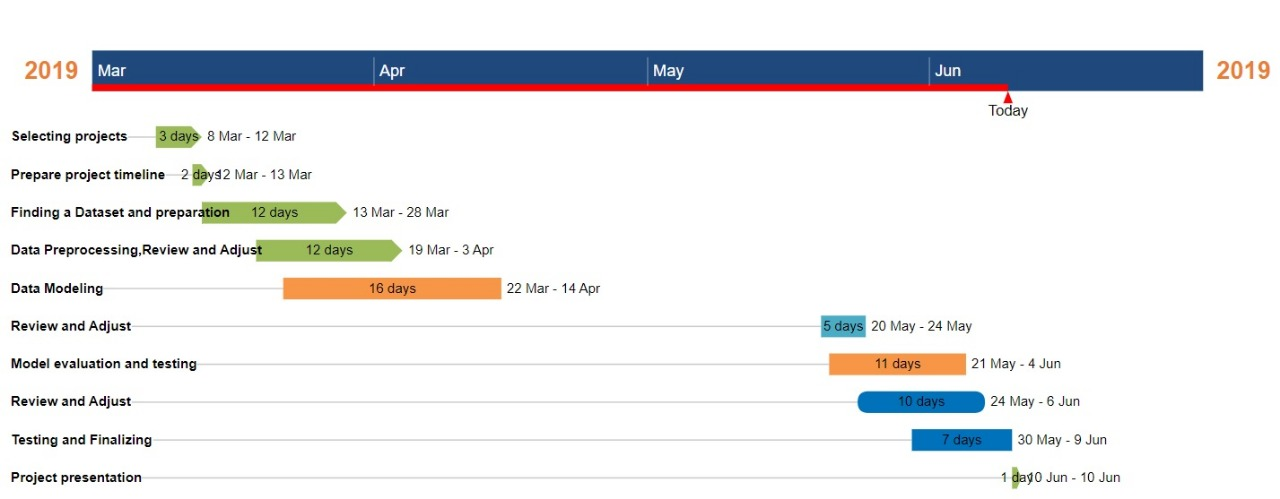 2019 Mar Apr May Jun 2019
Today
Selecting projects 3 days 8 Mar - 12 Mar
Prepare project timeline 2 days 12 Mar - 13 Mar
Finding a Dataset and preparation 12 days 13 Mar - 28 Mar
Data Preprocessing,Review and Adjust 12 days 19 Mar - 3 Apr
Data Modeling 16 days 22 Mar - 14 Apr
Review and Adjust 5 days 20 May - 24 May
Model evaluation and testing 11 days 21 May - 4 Jun
Review and Adjust 10 days 24 May - 6 Jun
Testing and Finalizing 7 days 30 May - 9 Jun
Project presentation 1 day 10 Jun - 10 Jun